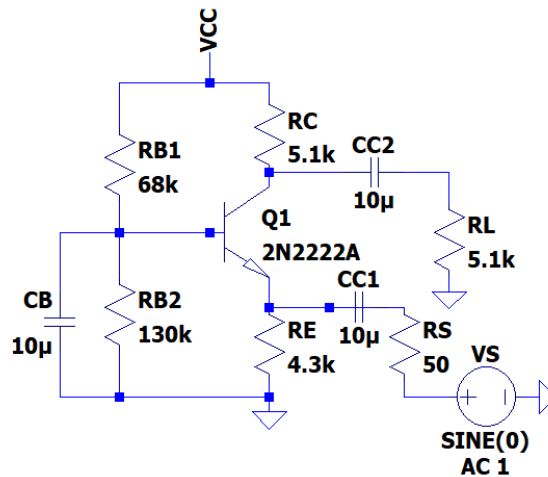 VCC
RB1
68k
RC
5.1k
CC2
10µ
Q1
2N2222A
RL
5.1k
CB
10µ
RB2
130k
CC1
10µ
RE
4.3k
RS
50
VS
+
−
SINE(0)
AC 1